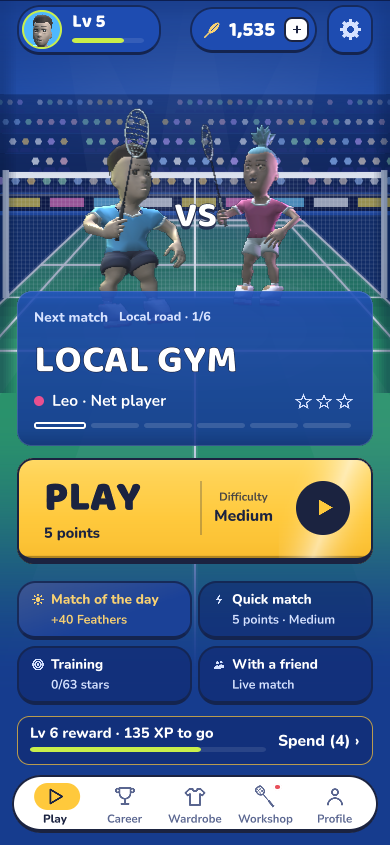 Lv 5
1,535 +
VS
Next match Local road · 1/6
LOCAL GYM
Leo · Net player
PLAY
5 points
Difficulty
Medium
Match of the day
+40 Feathers
Quick match
5 points · Medium
Training
0/63 stars
With a friend
Live match
Lv 6 reward · 135 XP to go
Spend (4) ›
Play Career Wardrobe Workshop Profile